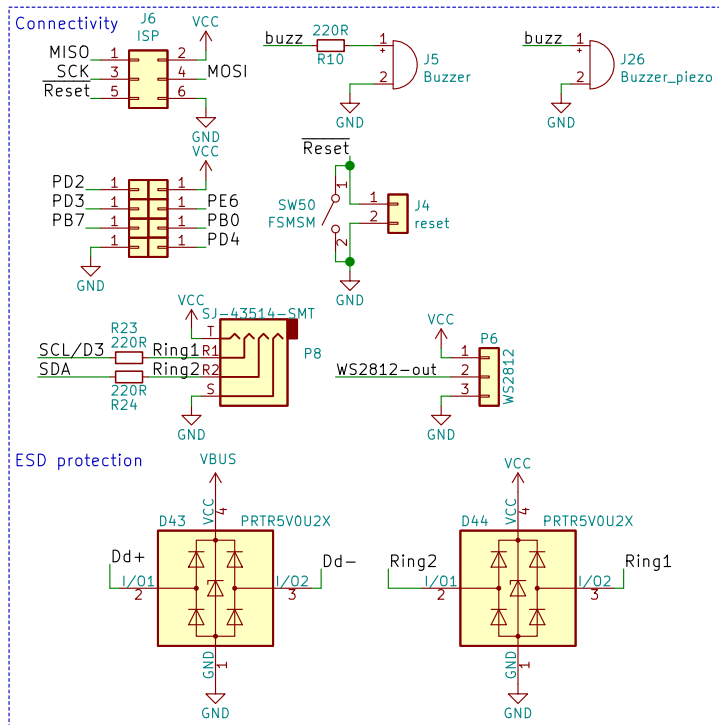 Connectivity
J6
ISP
VCC
MISO 1 2
SCK 3 4 MOSI
Reset 5 6
GND
buzz 220R 1
R10
+
J5
Buzzer
2
GND
buzz 1
+
J26
Buzzer_piezo
2
GND
VCC
PD2 1 1
PD3 1 1 PE6
PB7 1 1 PB0
1 1 PD4
GND
Reset
1
SW50
FSMSM
2
1
2
J4
reset
GND
VCC
SJ-43514-SMT
T
R23
220R
SCL/D3 Ring1 R1
P8
SDA Ring2 R2
220R
R24
S
GND
VCC
P6
1
WS2812-out 2
3
WS2812
GND
ESD protection
VBUS
VCC
4
D43 PRTR5V0U2X
Dd+ Dd-
I/O1 I/O2
2 3
GND
1
GND
VCC
VCC
4
D44 PRTR5V0U2X
Ring2 Ring1
I/O1 I/O2
2 3
GND
1
GND